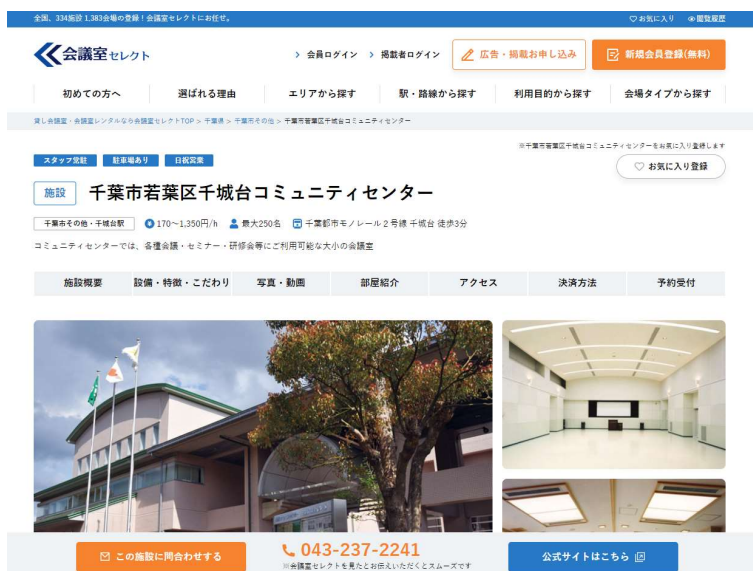 全国、334施設 1,383会場の登録！会議室セレクトにお任せ。
お気に入り 閲覧履歴
会議室セレクト
会員ログイン 掲載者ログイン 広告・掲載お申し込み 新規会員登録(無料)
初めての方へ 選ばれる理由 エリアから探す 駅・路線から探す 利用目的から探す 会場タイプから探す
貸し会議室・会議室レンタルなら会議室セレクトTOP > 千葉県 > 千葉市その他 > 千葉市若葉区千城台コミュニティセンター
※千葉市若葉区千城台コミュニティセンターをお気に入り登録します
スタッフ常駐 駐車場あり 日祝営業
お気に入り登録
施設 千葉市若葉区千城台コミュニティセンター
千葉市その他・千城台駅 170～1,350円/h 最大250名 千葉都市モノレール２号線 千城台 徒歩3分
コミュニティセンターでは、各種会議・セミナー・研修会等にご利用可能な大小の会議室
施設概要 設備・特徴・こだわり 写真・動画 部屋紹介 アクセス 決済方法 予約受付
この施設に問合わせする
043-237-2241
※会議室セレクトを見たとお伝えいただくとスムーズです
公式サイトはこちら